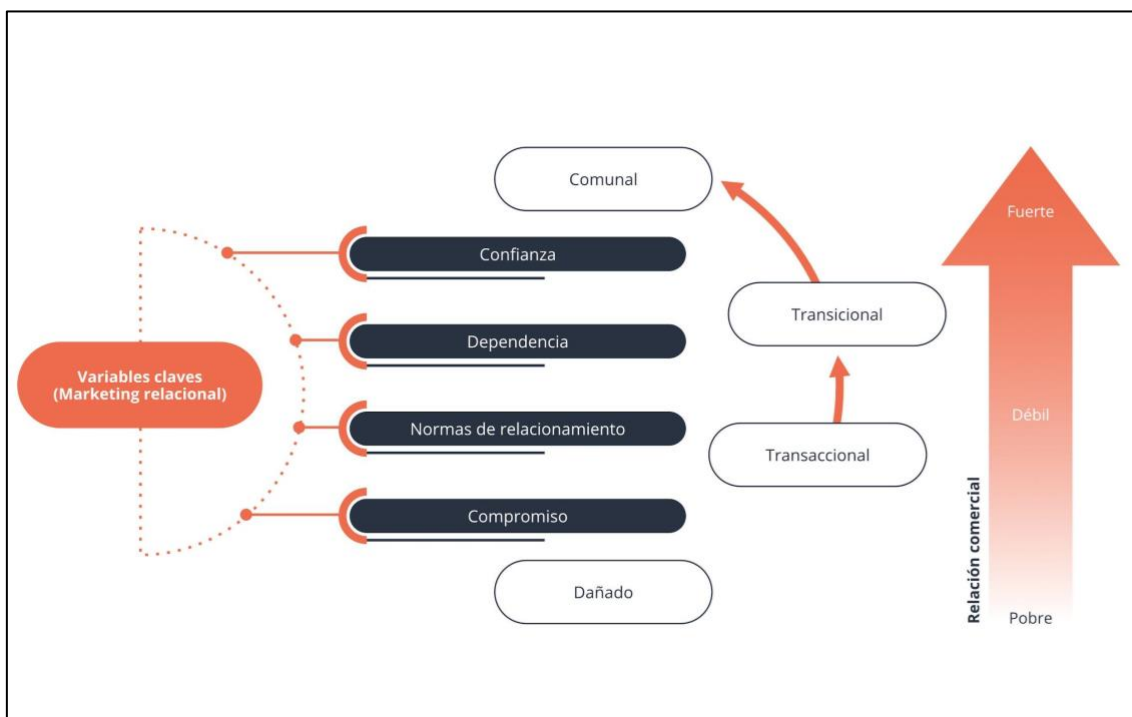 Variables claves
(Marketing relacional)
Confianza
Dependencia
Normas de relacionamiento
Compromiso
Comunal
Transicional
Transaccional
Dañado
Relación comercial
Fuerte
Débil
Pobre